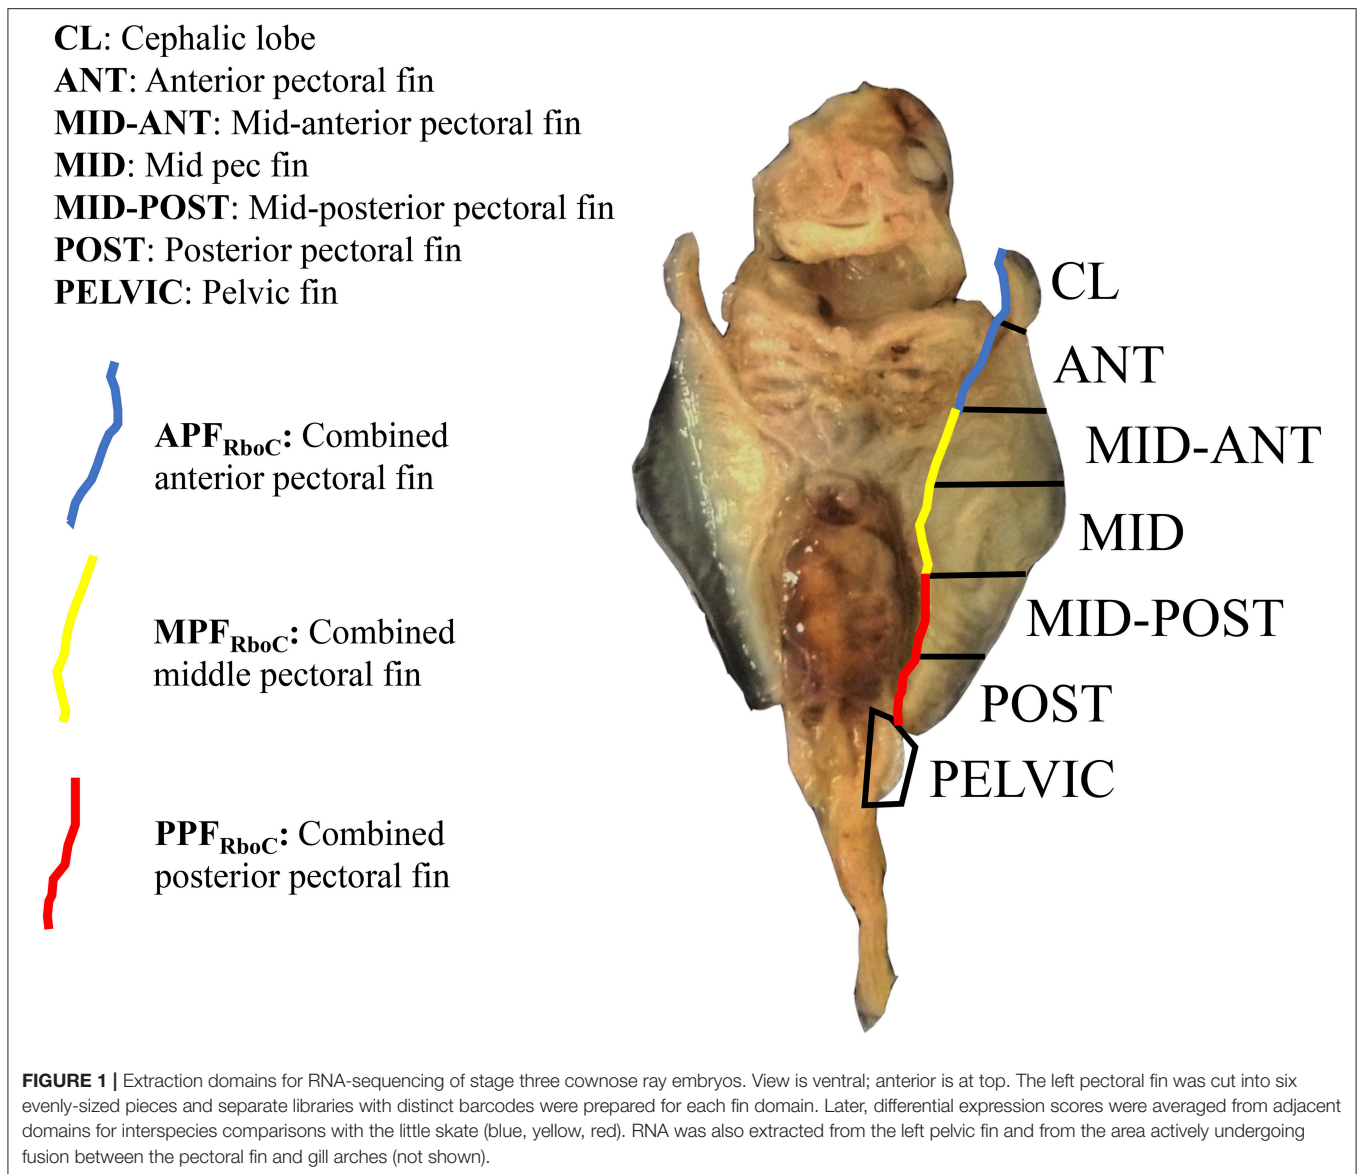 CL: Cephalic lobe
ANT: Anterior pectoral fin
MID-ANT: Mid-anterior pectoral fin
MID: Mid pec fin
MID-POST: Mid-posterior pectoral fin
POST: Posterior pectoral fin
PELVIC: Pelvic fin
APFRboC: Combined
anterior pectoral fin
MPFRboC: Combined
middle pectoral fin
PPFRboC: Combined
posterior pectoral fin
CL
ANT
MID-ANT
MID
MID-POST
POST
PELVIC
FIGURE 1 | Extraction domains for RNA-sequencing of stage three cownose ray embryos. View is ventral; anterior is at top. The left pectoral fin was cut into six
evenly-sized pieces and separate libraries with distinct barcodes were prepared for each fin domain. Later, differential expression scores were averaged from adjacent
domains for interspecies comparisons with the little skate (blue, yellow, red). RNA was also extracted from the left pelvic fin and from the area actively undergoing
fusion between the pectoral fin and gill arches (not shown).